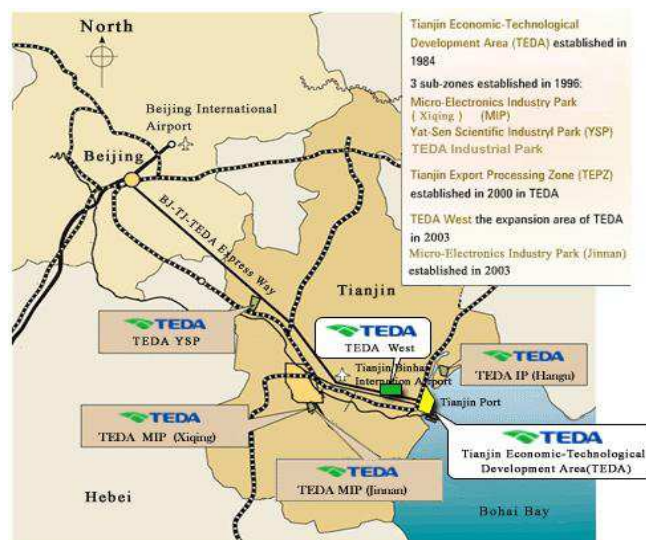 North
Tianjin Economic-Technological
Development Area (TEDA) established in
1984
3 sub-zones established in 1996:
Micro-Electronics Industry Park
( Xiqing ) (MIP)
Yat-Sen Scientific Industryl Park (YSP)
TEDA Industrial Park
Tianjin Export Processing Zone (TEPZ)
established in 2000 in TEDA
TEDA West the expansion area of TEDA
in 2003
Micro-Electronics Industry Park (Jinnan)
established in 2003
Beijing International
Airport
Beijing
BJ-TJ-TEDA Express Way
Tianjin
TEDA
TEDA YSP
TEDA
TEDA West
Tianjin Binhai
Internation Airport
TEDA
TEDA IP (Hangu)
Tianjin Port
TEDA
TEDA MIP (Xiqing)
TEDA
Tianjin Economic-Technological
Development Area(TEDA)
TEDA
TEDA MIP (Jinnan)
Hebei
Bohai Bay